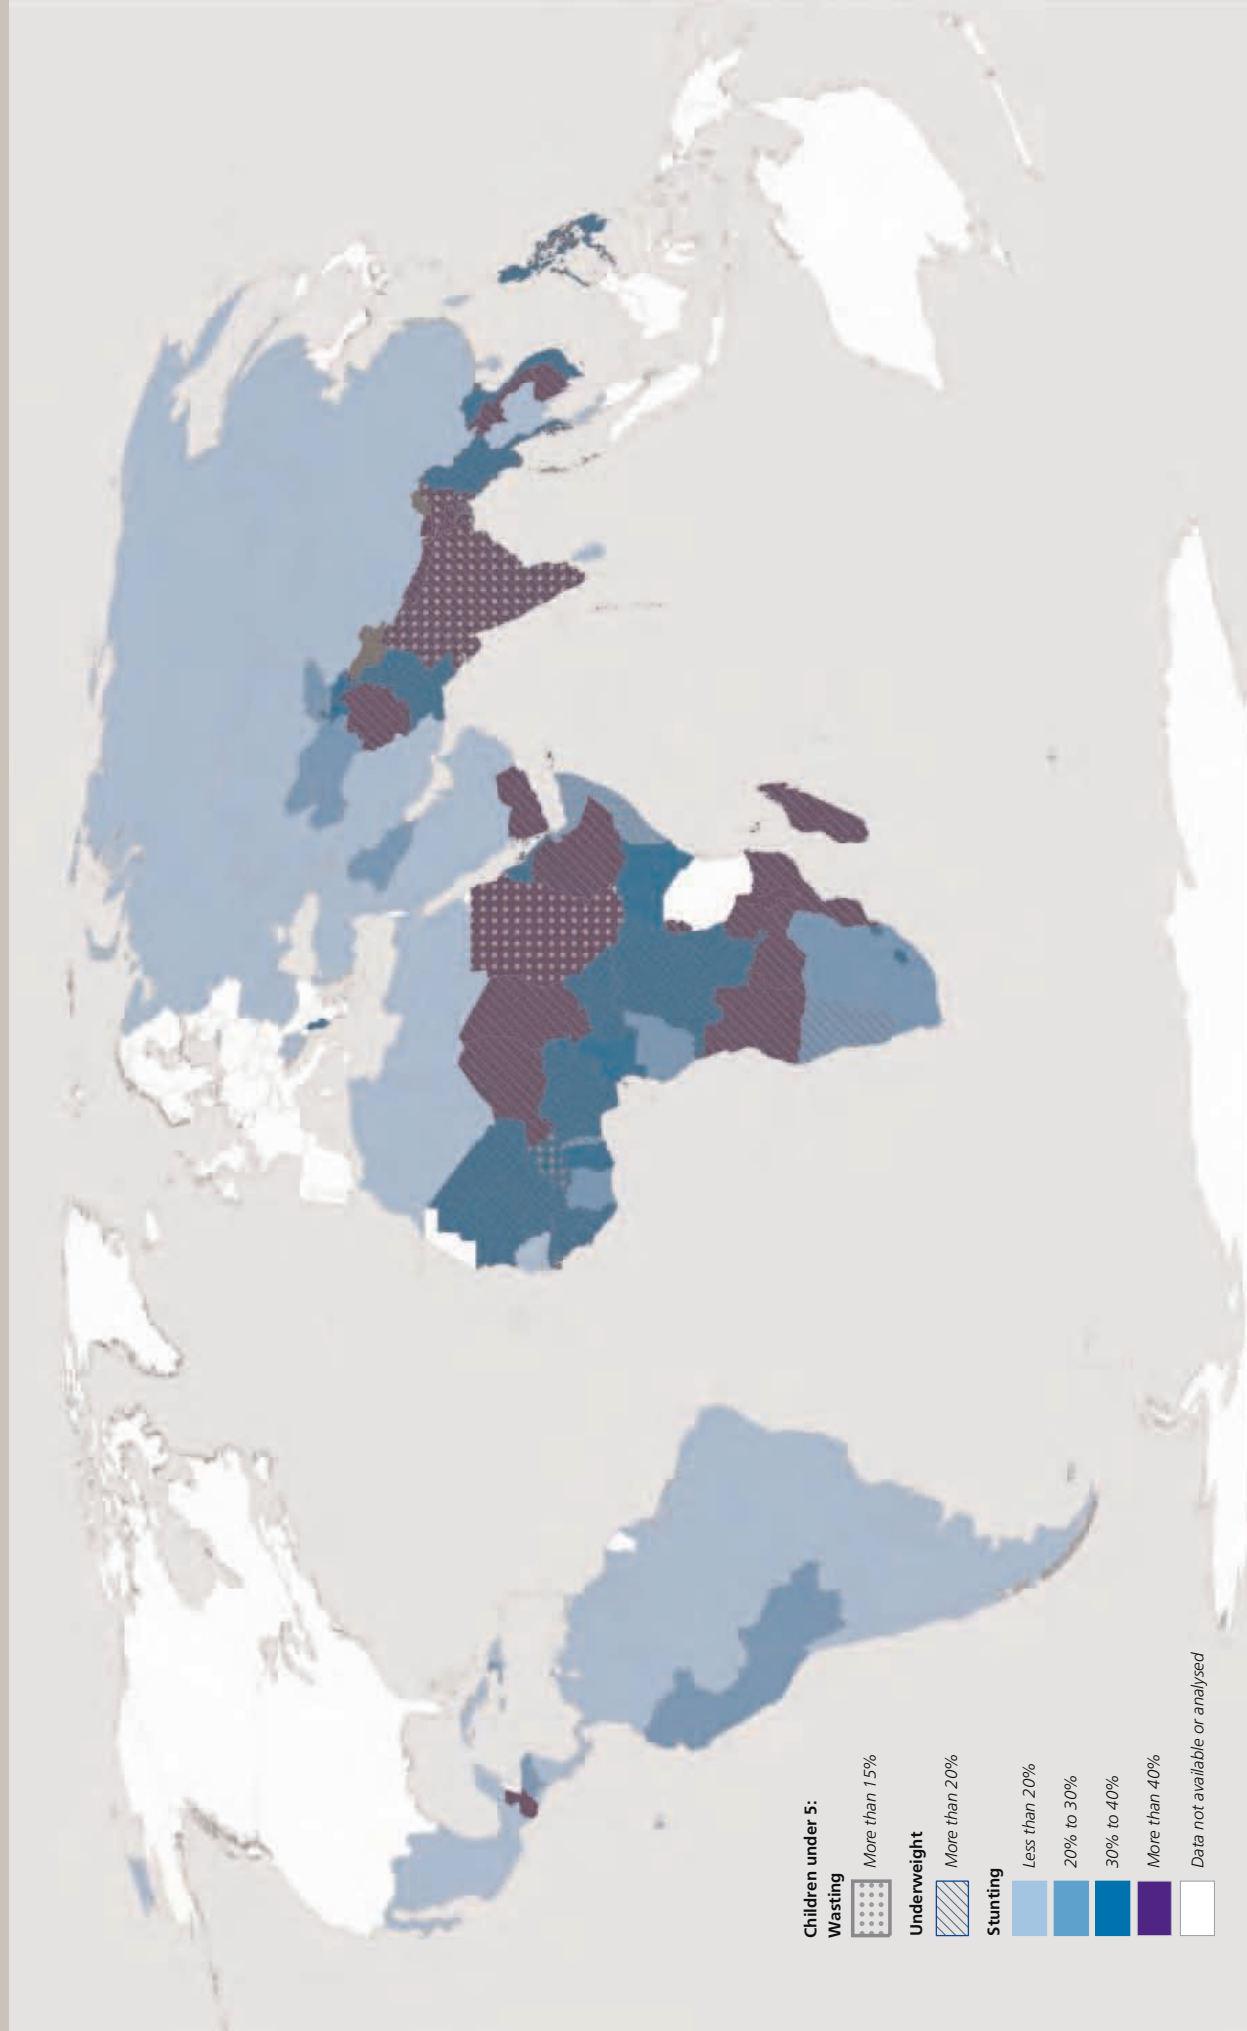 Children under 5:
Wasting
More than 15%
Underweight
More than 20%
Stunting
Less than 20%
20% to 30%
30% to 40%
More than 40%
Data not available or analysed